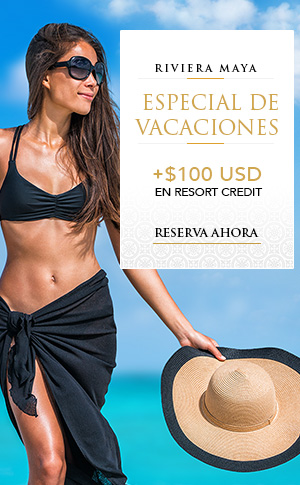 RIVIERA MAYA
ESPECIAL DE
VACACIONES
+$100 USD
EN RESORT CREDIT
RESERVA AHORA